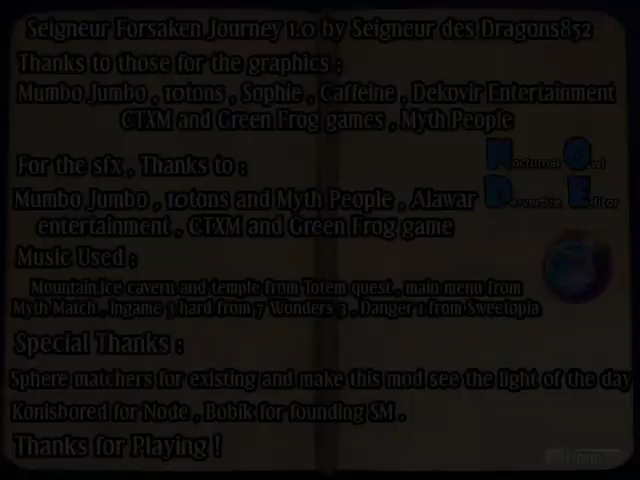 Seigneur Forsaken Journey 1.0 by Seigneur des Dragons852
Thanks to those for the graphics :
Mumbo Jumbo , 10tons , Sophie , Caffeine , Dekovir Entertainment
CTXM and Green Frog games , Myth People
For the sfx , Thanks to :
Nocturnal Owl
Mumbo Jumbo , 10tons and Myth People , Alawar
Editor
entertainment , CTXM and Green Frog game
Music Used :
Mountain,Ice cavern and temple from Totem quest , main menu from
Myth Match , Ingame 3 hard from 7 Wonders 3 , Danger 1 from Sweetopia
Special Thanks :
Sphere matchers for existing and make this mod see the light of the day
Konisbored for Node , Bobik for founding SM .
Thanks for Playing !